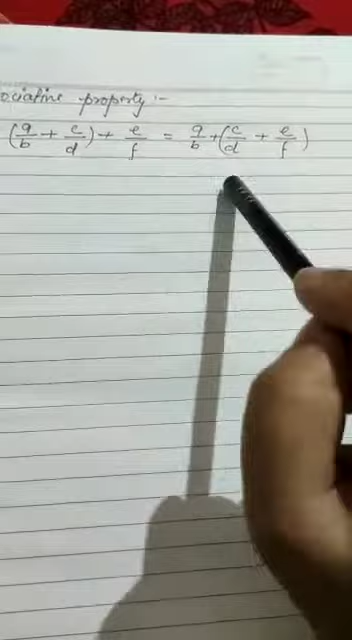 ociative property :-
(a/b + c/d) + e/f = a/b + (c/d + e/f)